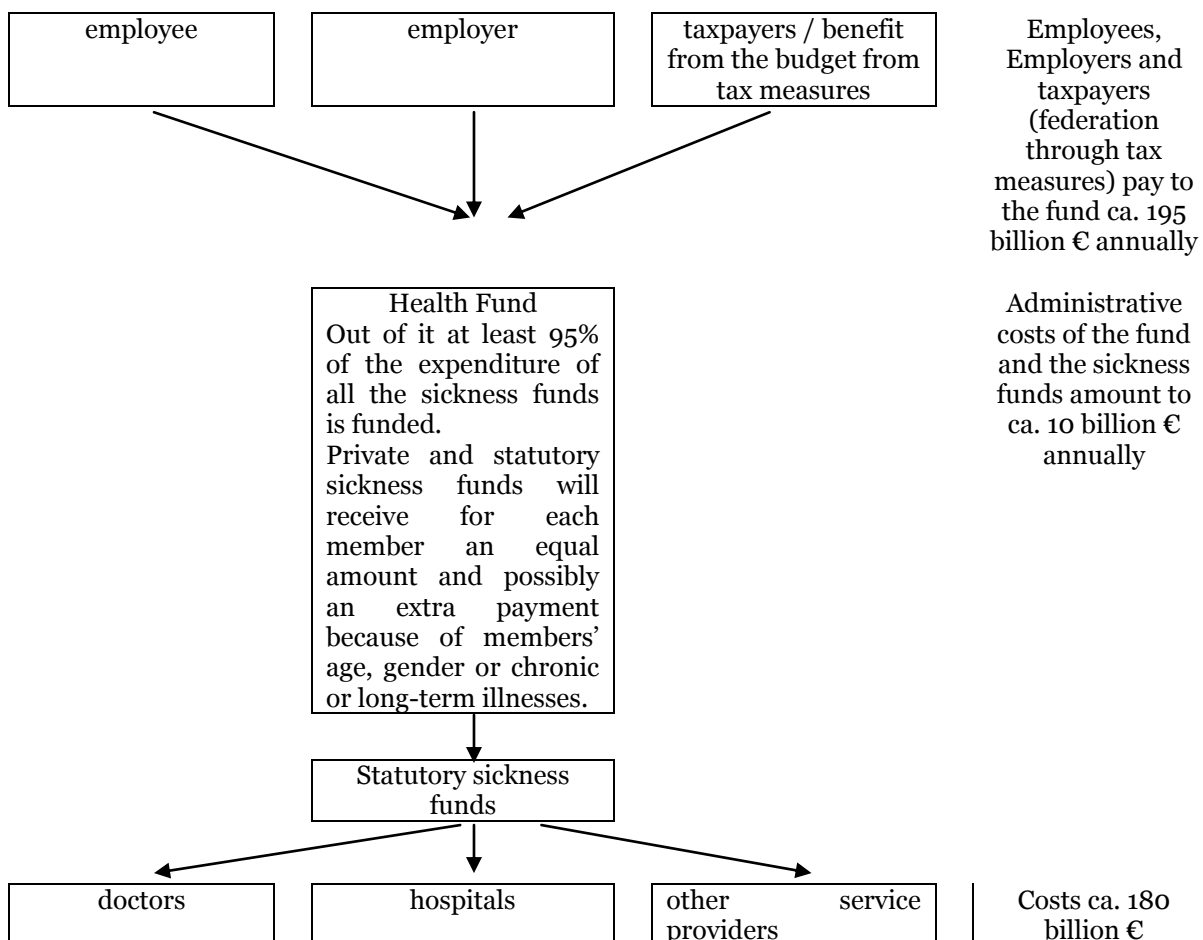 employee
employer
taxpayers / benefit
from the budget from
tax measures
Employees,
Employers and
taxpayers
(federation
through tax
measures) pay to
the fund ca. 195
billion € annually
Health Fund
Out of it at least 95%
of the expenditure of
all the sickness funds
is funded.
Private and statutory
sickness funds will
receive for each
member an equal
amount and possibly
an extra payment
because of members’
age, gender or chronic
or long-term illnesses.
Administrative
costs of the fund
and the sickness
funds amount to
ca. 10 billion €
annually
Statutory sickness
funds
doctors
hospitals
other service
providers
Costs ca. 180
billion €